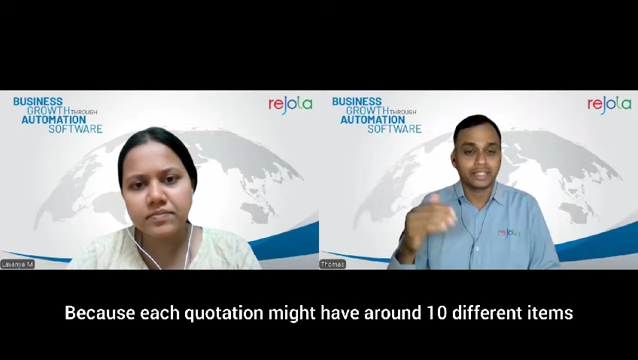 BUSINESS
GROWTH THROUGH
AUTOMATION
SOFTWARE
rejola
BUSINESS
GROWTH THROUGH
AUTOMATION
SOFTWARE
rejola
rejola
Lavanya M
Thomas
Because each quotation might have around 10 different items